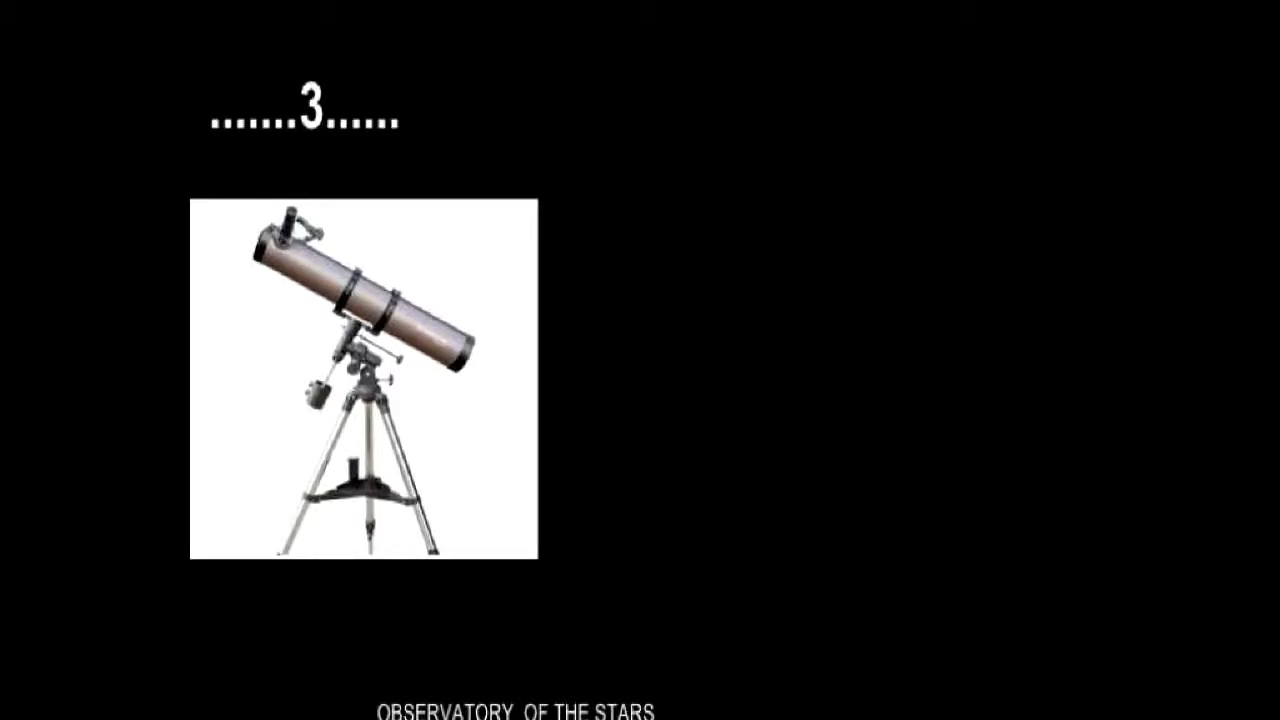 .......3......
OBSERVATORY OF THE STARS